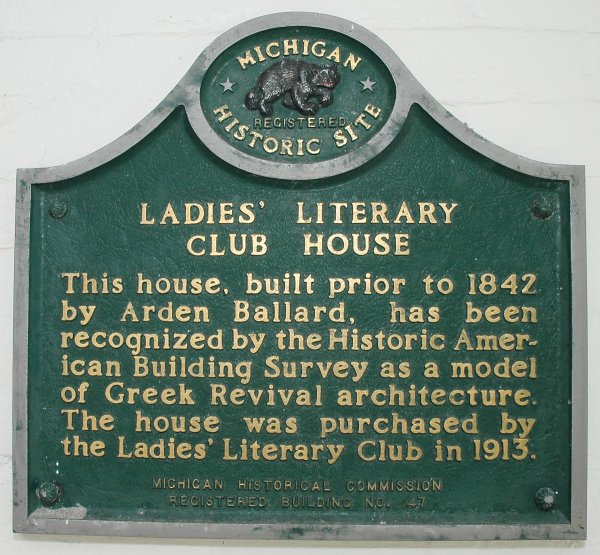 MICHIGAN
REGISTERED
HISTORIC SITE
LADIES' LITERARY
CLUB HOUSE
This house, built prior to 1842
by Arden Ballard, has been
recognized by the Historic Amer-
ican Building Survey as a model
of Greek Revival architecture.
The house was purchased by
the Ladies' Literary Club in 1913.
MICHIGAN HISTORICAL COMMISSION
REGISTERED BUILDING NO. 47